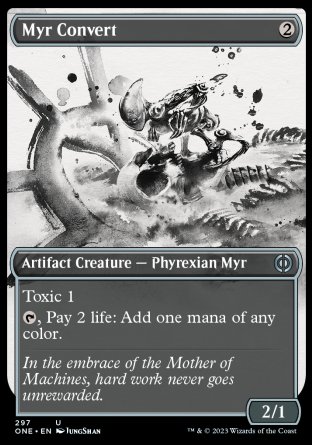 Myr Convert 2
Artifact Creature — Phyrexian Myr
Toxic 1
, Pay 2 life: Add one mana of any
color.
In the embrace of the Mother of
Machines, hard work never goes
unrewarded.
2/1
297 U
ONE • EN JUNGSHAN ™ & © 2023 Wizards of the Coast